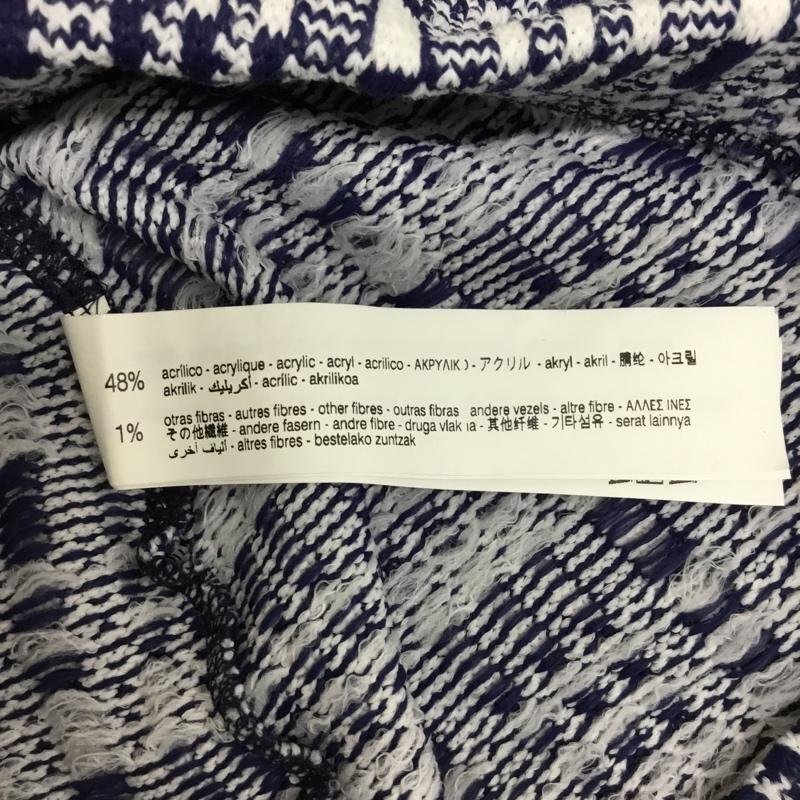 48% acrílico - acrylique - acrylic - acryl - acrilico - ΑΚΡΥΛΙΚ - アクリル - akryl - akril - 腈纶 - 아크릴
akrilik - أكريليك - acrílic - akrilikoa
1% otras fibras - autres fibres - other fibres - outras fibras andere vezels - altre fibre - ΑΛΛΕΣ ΙΝΕΣ
その他繊維 - andere fasern - andre fibre - druga vlak na - 其他纤维 - 기타섬유 - serat lainnya
ألياف أخرى - altres fibres - bestelako zuntzak